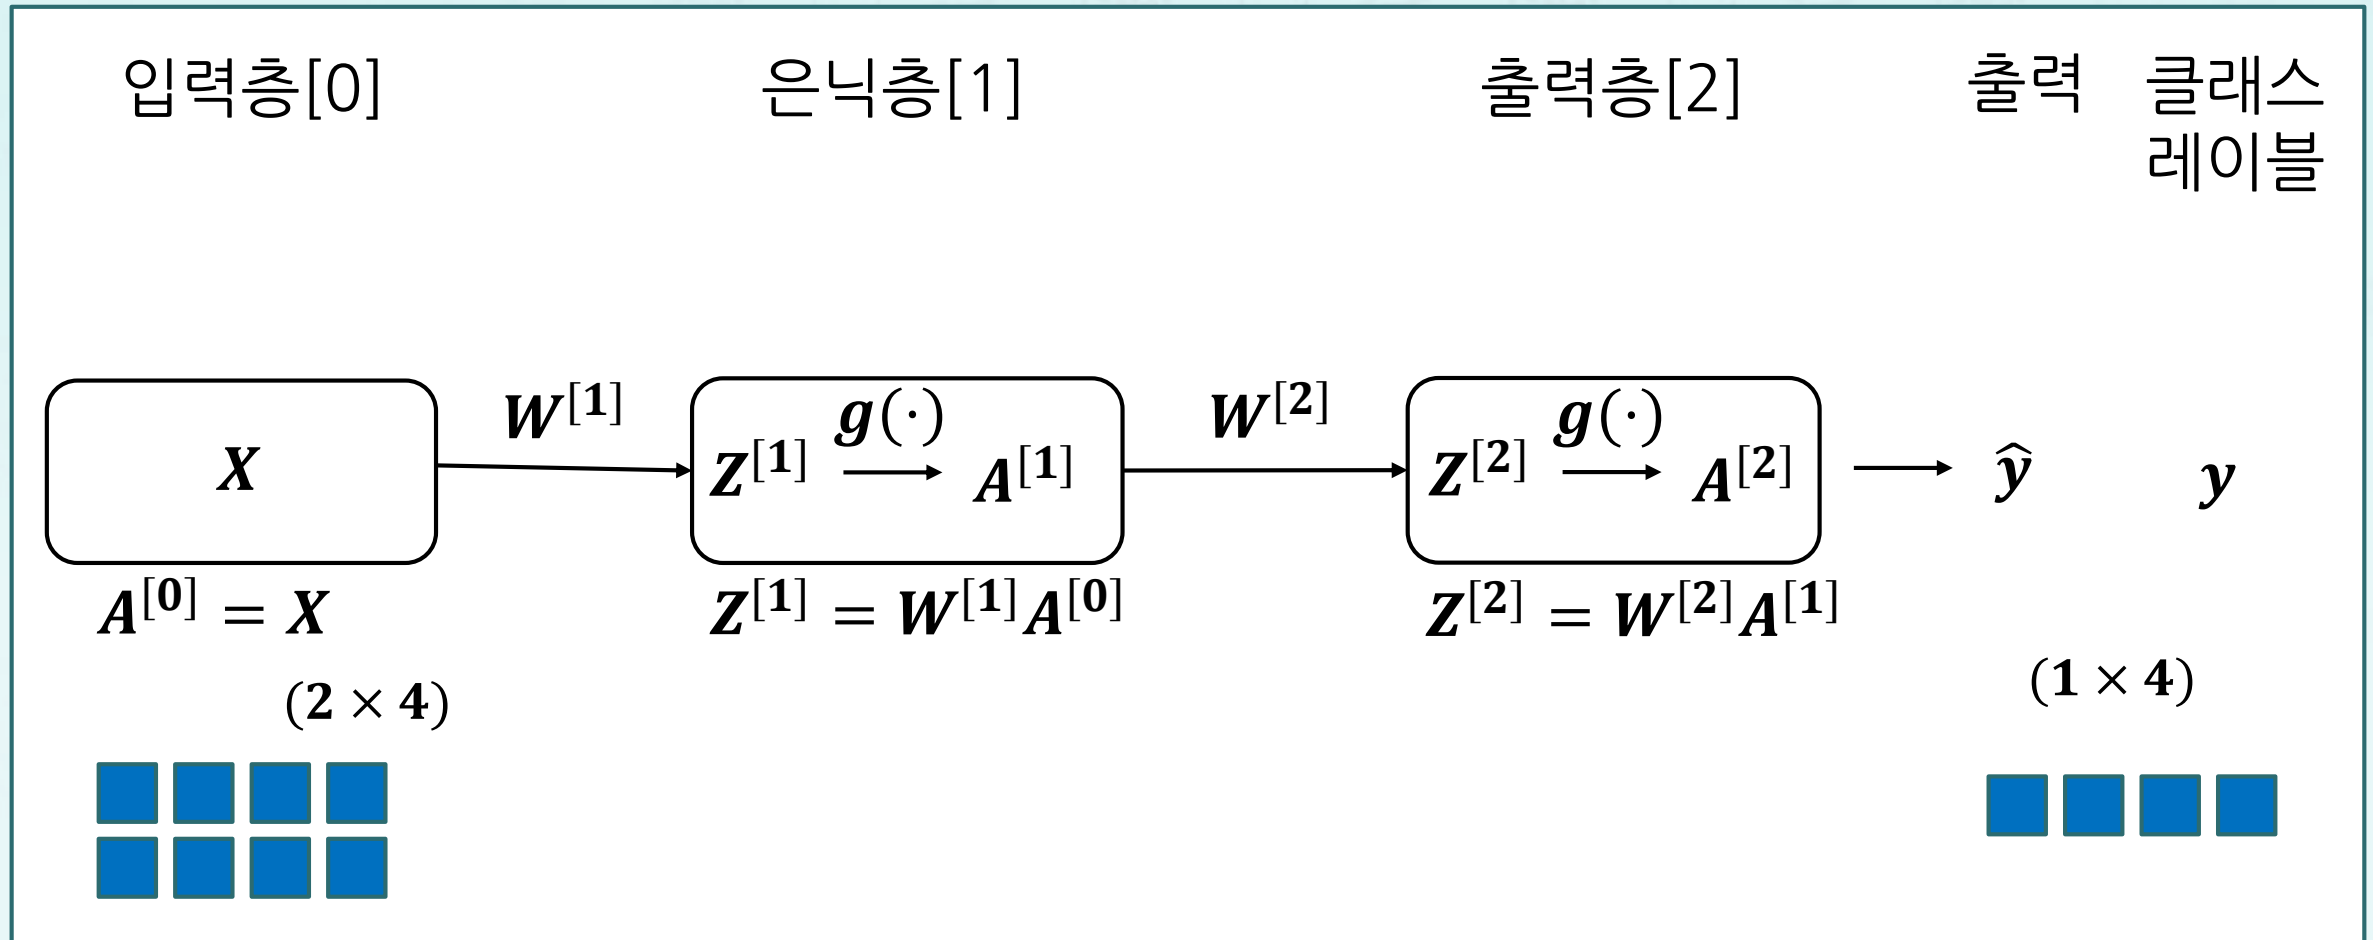 입력층[0] 은닉층[1] 출력층[2] 출력 클래스
레이블
X W[1] Z[1] g(·) A[1] W[2] Z[2] g(·) A[2] ŷ y
A[0] = X Z[1] = W[1]A[0] Z[2] = W[2]A[1]
(2 × 4) (1 × 4)